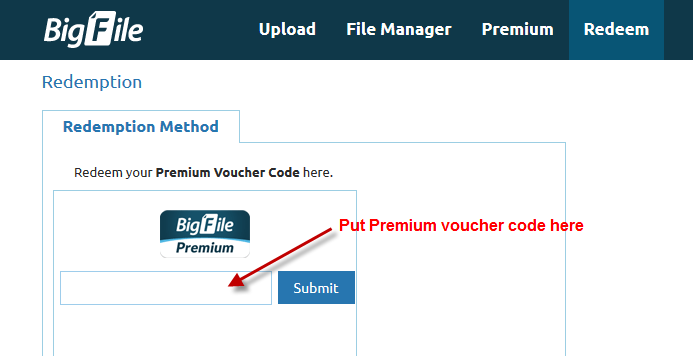 BigFile Upload File Manager Premium Redeem
Redemption
Redemption Method
Redeem your Premium Voucher Code here.
BigFile
Premium
Put Premium voucher code here
Submit